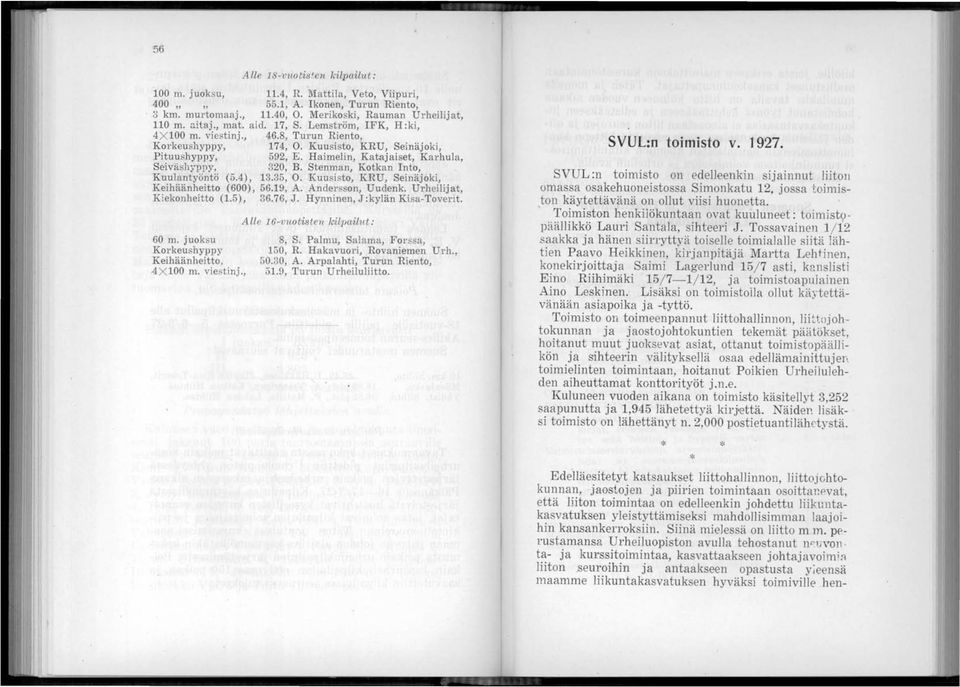 56
Alle 18-vuotisten kilpailut:
100 m. juoksu, 11.4, R. Mattila, Veto, Viipuri,
400 „ „ 55.1, A. Ikonen, Turun Riento,
3 km. murtomaaj., 11.40, O. Merikoski, Rauman Urheilijat,
110 m. aitaj., mat. aid. 17, S. Lemström, IFK, H:ki,
4X100 m. viestinj., 46.8, Turun Riento,
Korkeushyppy, 174, O. Kuusisto, KRU, Seinäjoki,
Pituushyppy, 592, E. Haimelin, Katajaiset, Karhula,
Seiväshyppy, 320, B. Stenman, Kotkan Into,
Kuulantyöntö (5.4), 13.35, O. Kuusisto, KRU, Seinäjoki,
Keihäänheitto (600), 56.19, A. Andersson, Uudenk. Urheilijat,
Kiekonheitto (1.5), 36.76, J. Hynninen, J:kylän Kisa-Toverit.
Alle 16-vuotisten kilpailut:
60 m. juoksu 8, S. Palmu, Salama, Forssa,
Korkeushyppy 150, R. Hakavuori, Rovaniemen Urh.,
Keihäänheitto, 50.30, A. Arpalahti, Turun Riento,
4X100 m. viestinj., 51.9, Turun Urheiluliitto.
SVUL:n toimisto v. 1927.
SVUL:n toimisto on edelleenkin sijainnut liiton
omassa osakehuoneistossa Simonkatu 12, jossa toimis-
ton käytettävänä on ollut viisi huonetta.
Toimiston henkilökuntaan ovat kuuluneet: toimisto-
päällikkö Lauri Santala, sihteeri J. Tossavainen 1/12
saakka ja hänen siirryttyä toiselle toimialalle siitä läh-
tien Paavo Heikkinen, kirjanpitäjä Martta Lehtinen,
konekirjoittaja Saimi Lagerlund 15/7 asti, kanslisti
Eino Riihimäki 15/7—1/12, ja toimistoapulainen
Aino Leskinen. Lisäksi on toimistolla ollut käytettä-
vänään asiapoika ja -tyttö.
Toimisto on toimeenpannut liittohallinnon, liittojoh-
tokunnan ja jaostojohtokuntien tekemät päätökset,
hoitanut muut juoksevat asiat, ottanut toimistopäälli-
kön ja sihteerin välityksellä osaa edellämainittujen
toimielinten toimintaan, hoitanut Poikien Urheiluleh-
den aiheuttamat konttorityöt j.n.e.
Kuluneen vuoden aikana on toimisto käsitellyt 3,252
saapunutta ja 1,945 lähetettyä kirjettä. Näiden lisäk-
si toimisto on lähettänyt n. 2,000 postietuantilähetystä.
* *
*
Edelläesitetyt katsaukset liittohallinnon, liittojohto-
kunnan, jaostojen ja piirien toimintaan osoittanevat,
että liiton toimintaa on edelleenkin johdettu liikunta-
kasvatuksen yleistyttämiseksi mahdollisimman laajoi-
hin kansankerroksiin. Siinä mielessä on liitto m.m. pe-
rustamansa Urheiluopiston avulla tehostanut neuvon-
ta- ja kurssitoimintaa, kasvattaakseen johtajavoimia
liiton seuroihin ja antaakseen opastusta yleensä
maamme liikuntakasvatuksen hyväksi toimiville hen-